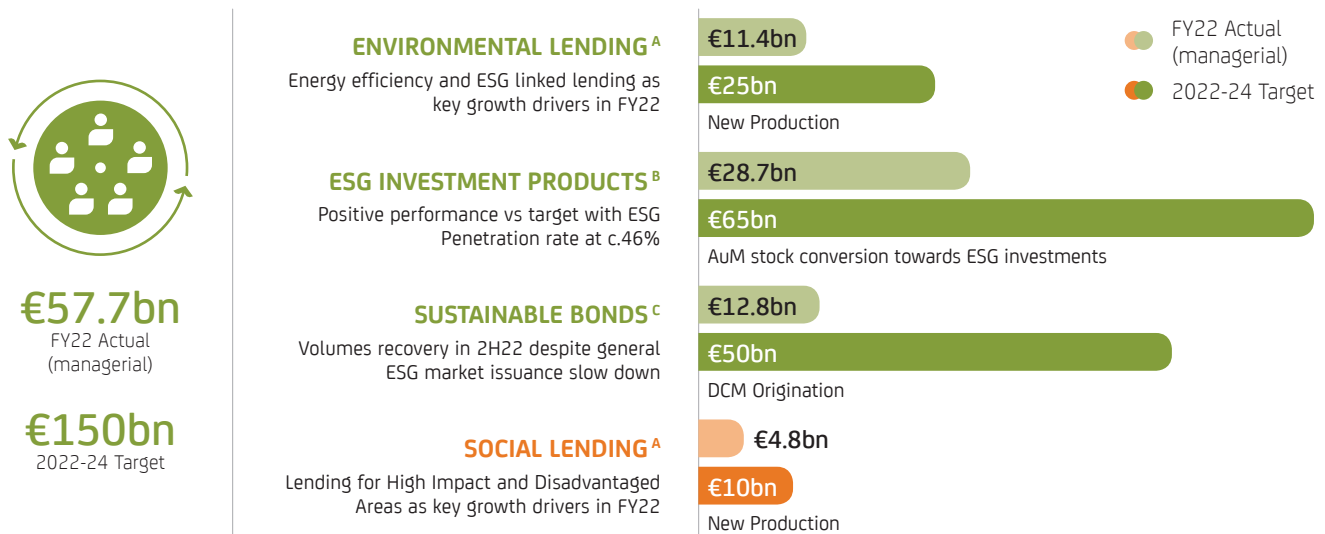 €57.7bn
FY22 Actual
(managerial)
€150bn
2022-24 Target
ENVIRONMENTAL LENDING A
Energy efficiency and ESG linked lending as
key growth drivers in FY22
€11.4bn
€25bn
New Production
FY22 Actual
(managerial)
2022-24 Target
ESG INVESTMENT PRODUCTS B
Positive performance vs target with ESG
Penetration rate at c.46%
€28.7bn
€65bn
AuM stock conversion towards ESG investments
SUSTAINABLE BONDS C
Volumes recovery in 2H22 despite general
ESG market issuance slow down
€12.8bn
€50bn
DCM Origination
SOCIAL LENDING A
Lending for High Impact and Disadvantaged
Areas as key growth drivers in FY22
€4.8bn
€10bn
New Production